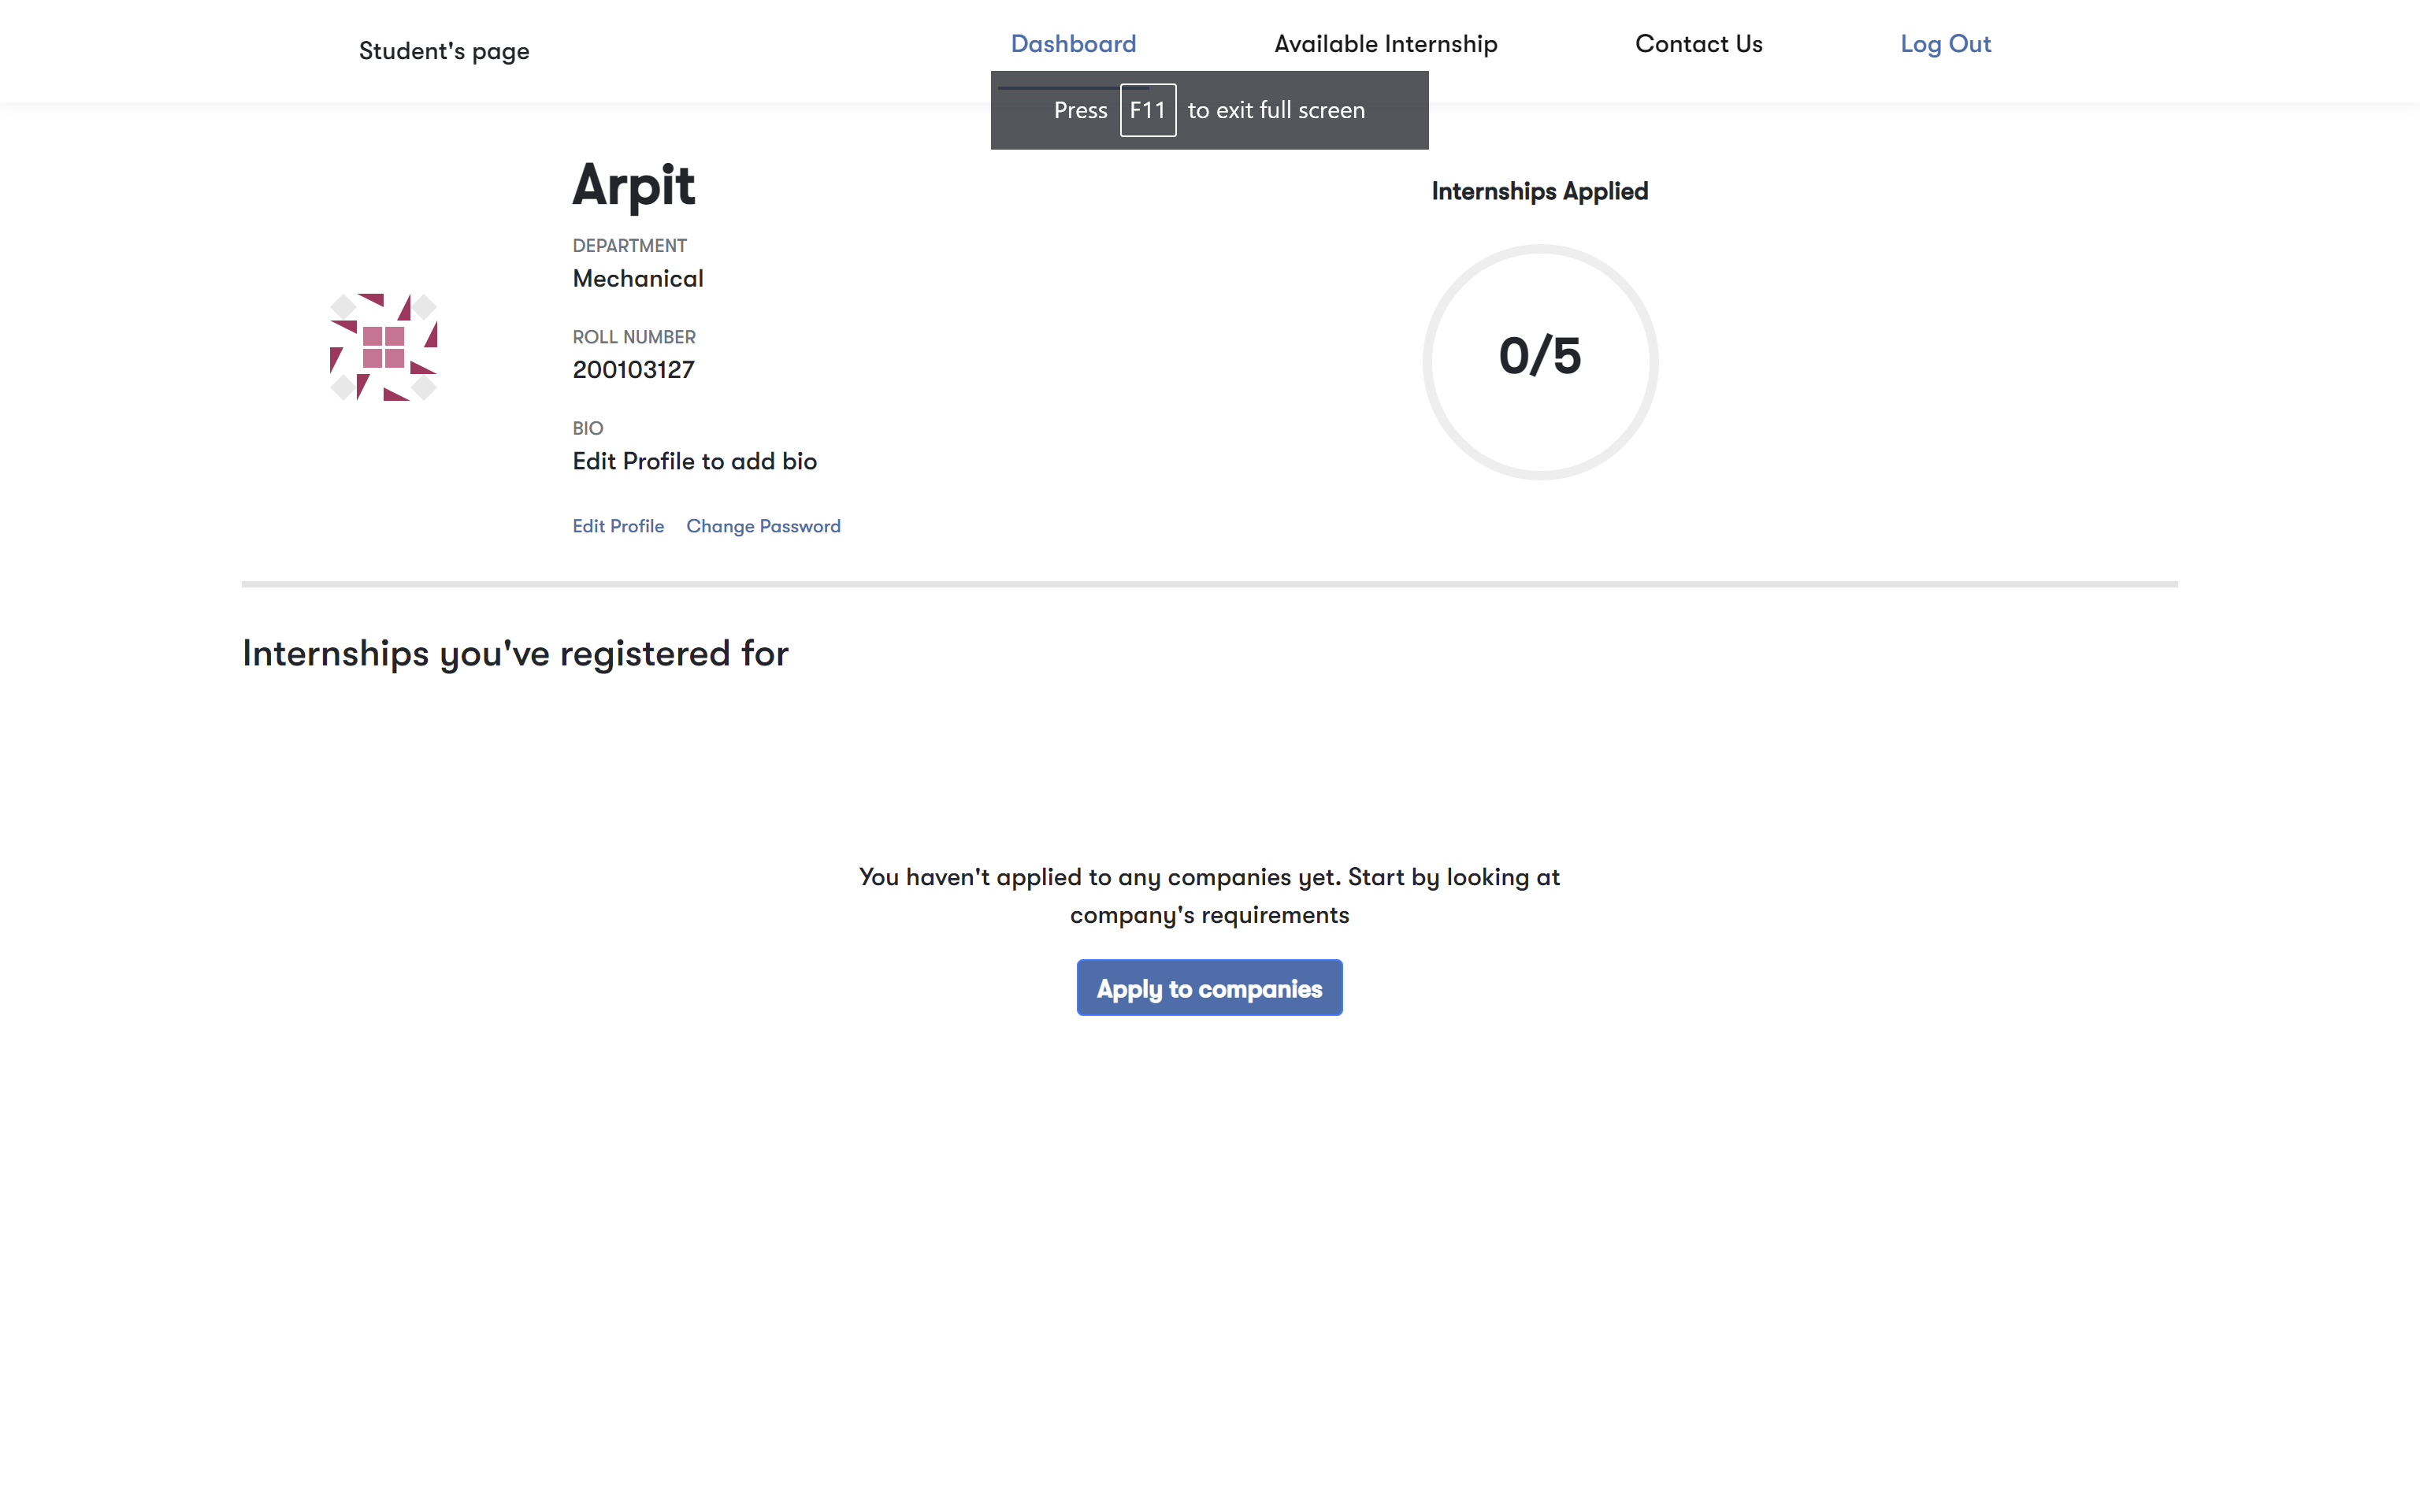 Student's page
Dashboard
Available Internship
Contact Us
Log Out
Press F11 to exit full screen
Arpit
DEPARTMENT
Mechanical
ROLL NUMBER
200103127
BIO
Edit Profile to add bio
Edit Profile
Change Password
Internships Applied
0/5
Internships you've registered for
You haven't applied to any companies yet. Start by looking at
company's requirements
Apply to companies